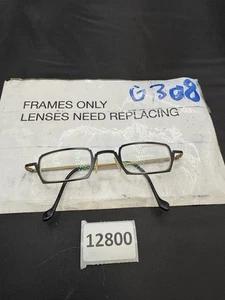 G308
FRAMES ONLY
LENSES NEED REPLACING
12800